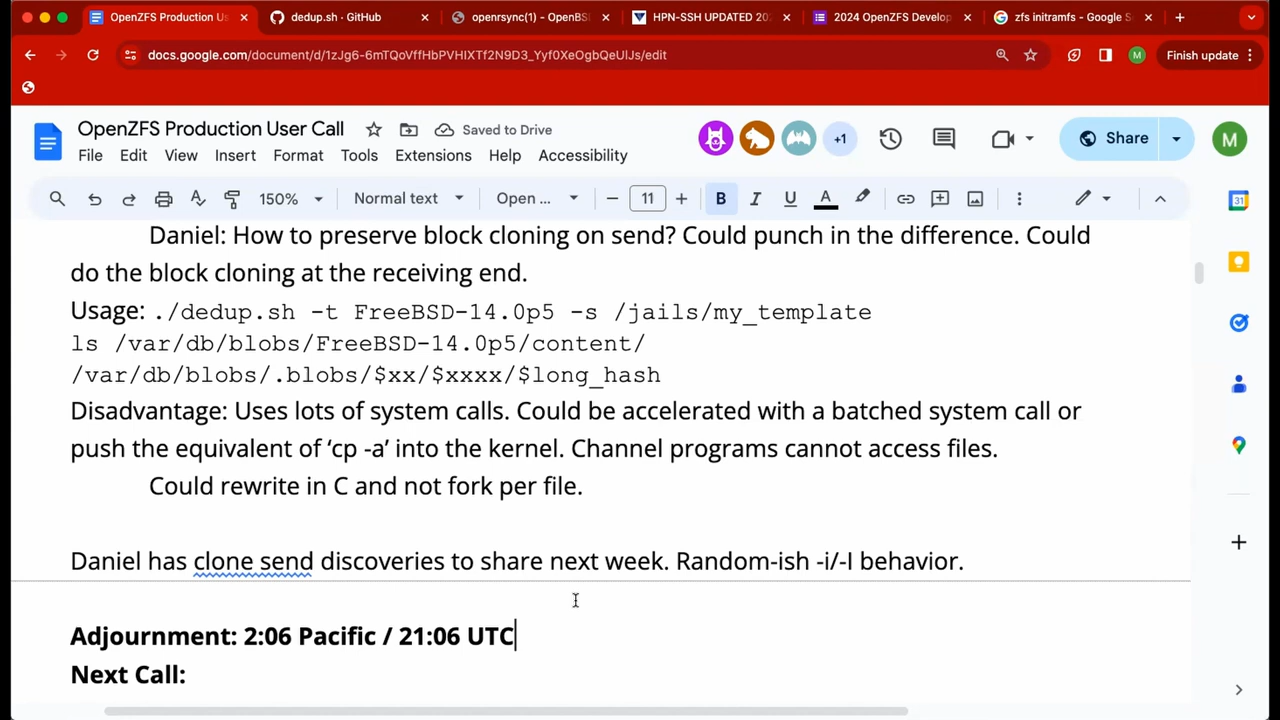 OpenZFS Production U
dedup.sh · GitHub
openrsync(1) - OpenBS
HPN-SSH UPDATED 202
2024 OpenZFS Develop
zfs initramfs - Google S
docs.google.com/document/d/1zJg6-6mTQoVffHbPVHIXTf2N9D3_Yyf0XeOgbQeUlJs/edit
Finish update
OpenZFS Production User Call
Saved to Drive
+1
Share
M
File Edit View Insert Format Tools Extensions Help Accessibility
150% Normal text Open ... 11 B I U A
31
Daniel: How to preserve block cloning on send? Could punch in the difference. Could
do the block cloning at the receiving end.
Usage: ./dedup.sh -t FreeBSD-14.0p5 -s /jails/my_template
ls /var/db/blobs/FreeBSD-14.0p5/content/
/var/db/blobs/.blobs/$xx/$xxxx/$long_hash
Disadvantage: Uses lots of system calls. Could be accelerated with a batched system call or
push the equivalent of ‘cp -a’ into the kernel. Channel programs cannot access files.
Could rewrite in C and not fork per file.
Daniel has clone send discoveries to share next week. Random-ish -i/-I behavior.
Adjournment: 2:06 Pacific / 21:06 UTC
Next Call: